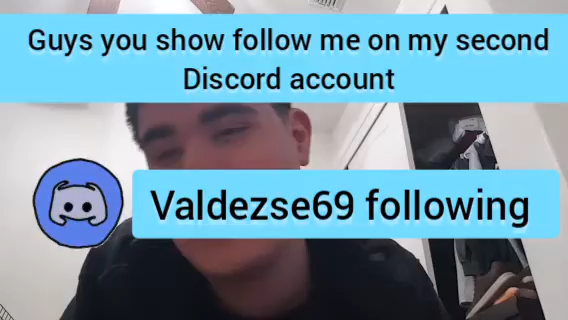 Guys you show follow me on my second
Discord account
Valdezse69 following